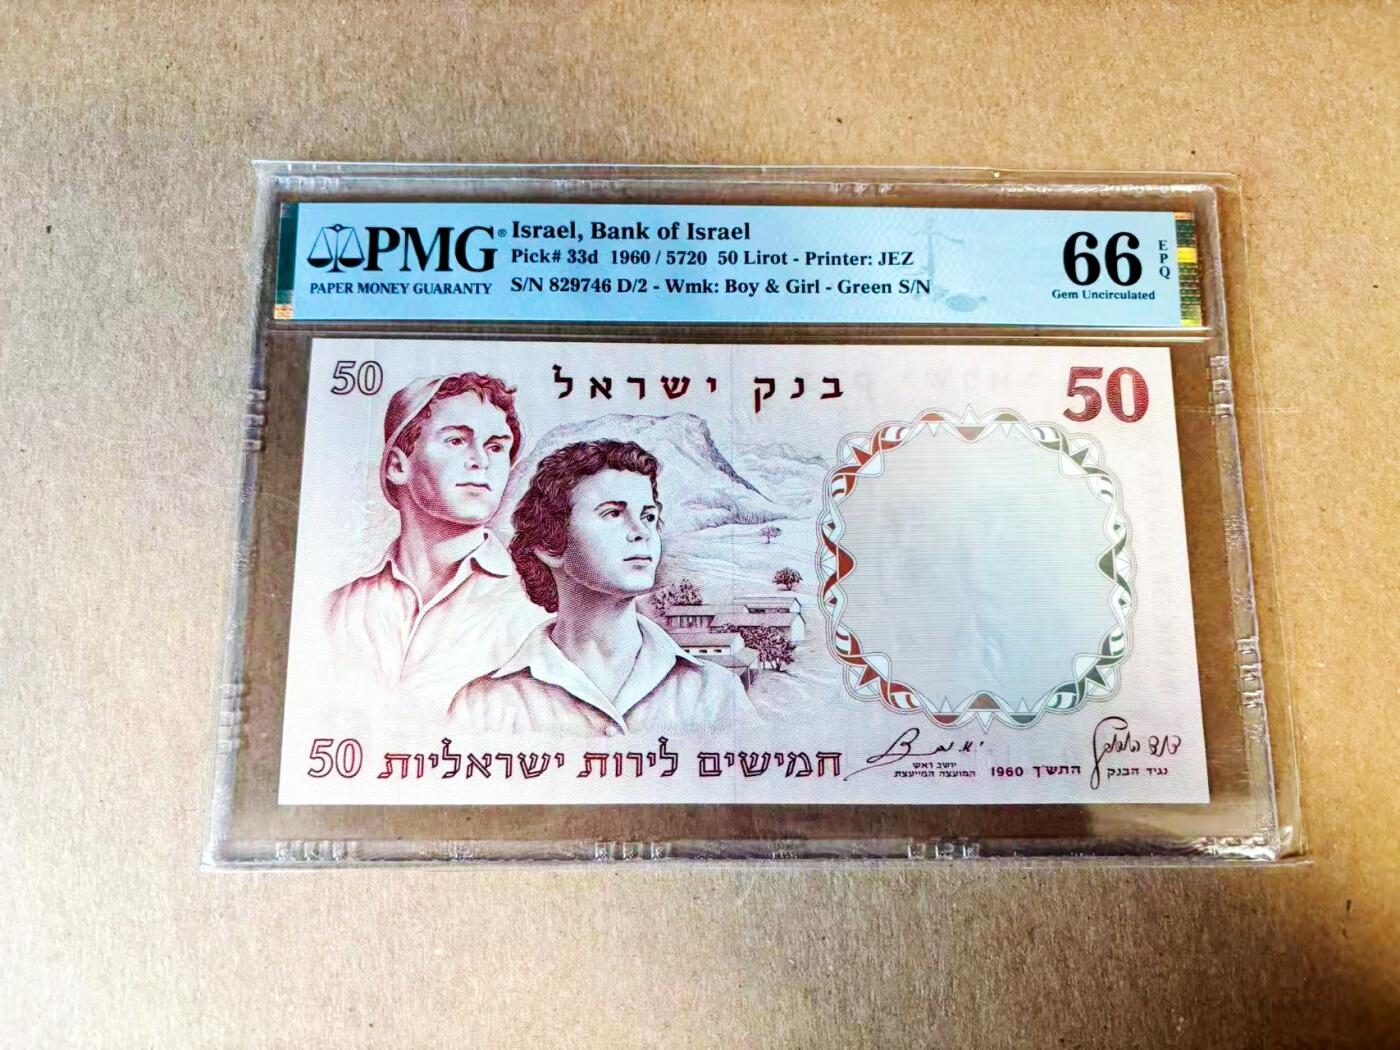 PMG®
PAPER MONEY GUARANTY
Israel, Bank of Israel
Pick# 33d 1960 / 5720 50 Lirot - Printer: JEZ
S/N 829746 D/2 - Wmk: Boy & Girl - Green S/N
66 EPQ
Gem Uncirculated
50
בנק ישראל
50
50 חמישים לירות ישראליות
יושב ראש
המועצה המייעצת
התש"ך 1960
נגיד הבנק